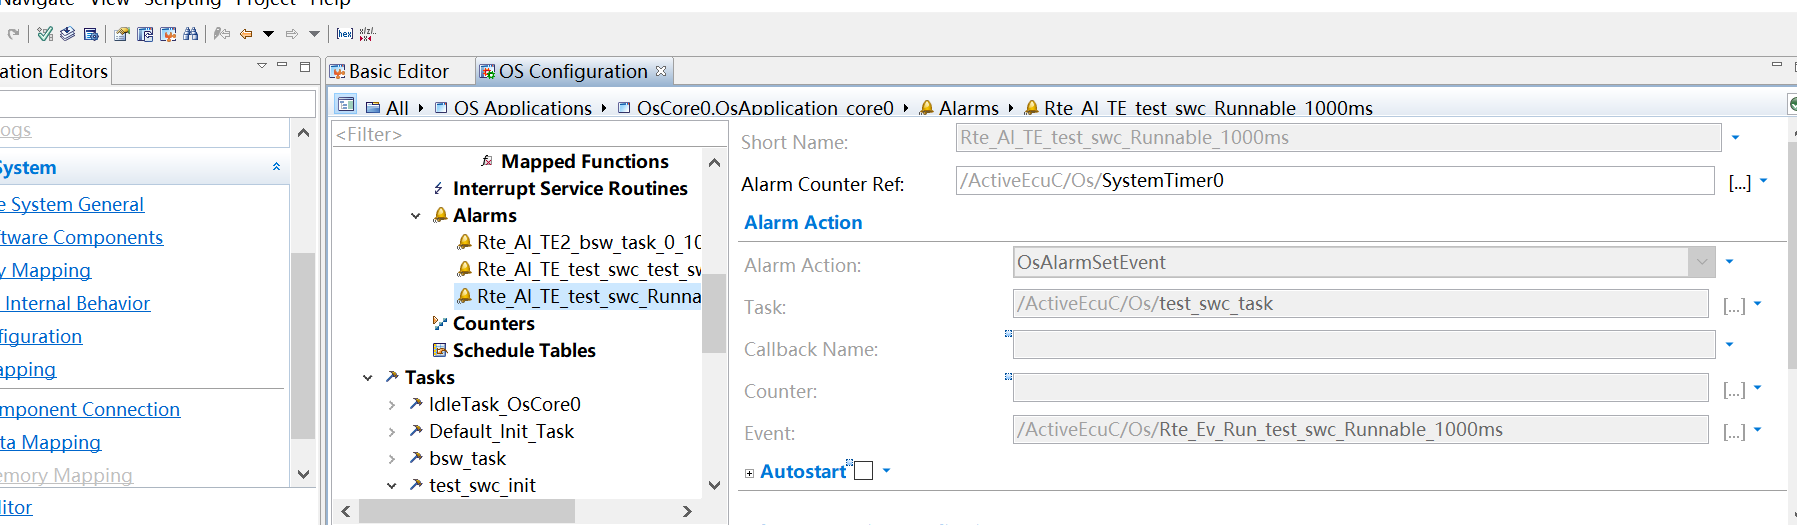 Navigate View Scripting Project Help
ation Editors
Basic Editor
OS Configuration
All
OS Applications
OsCore0.OsApplication_core0
Alarms
Rte_Al_TE_test_swc_Runnable_1000ms
ogs
System
e System General
ftware Components
y Mapping
Internal Behavior
figuration
apping
omponent Connection
ta Mapping
emory Mapping
ditor
<Filter>
Mapped Functions
Interrupt Service Routines
Alarms
Rte_Al_TE2_bsw_task_0_10
Rte_Al_TE_test_swc_test_sw
Rte_Al_TE_test_swc_Runna
Counters
Schedule Tables
Tasks
IdleTask_OsCore0
Default_Init_Task
bsw_task
test_swc_init
Short Name:
Rte_Al_TE_test_swc_Runnable_1000ms
Alarm Counter Ref:
/ActiveEcuC/Os/SystemTimer0
[...]
Alarm Action
Alarm Action:
OsAlarmSetEvent
Task:
/ActiveEcuC/Os/test_swc_task
[...]
Callback Name:
Counter:
[...]
Event:
/ActiveEcuC/Os/Rte_Ev_Run_test_swc_Runnable_1000ms
[...]
Autostart